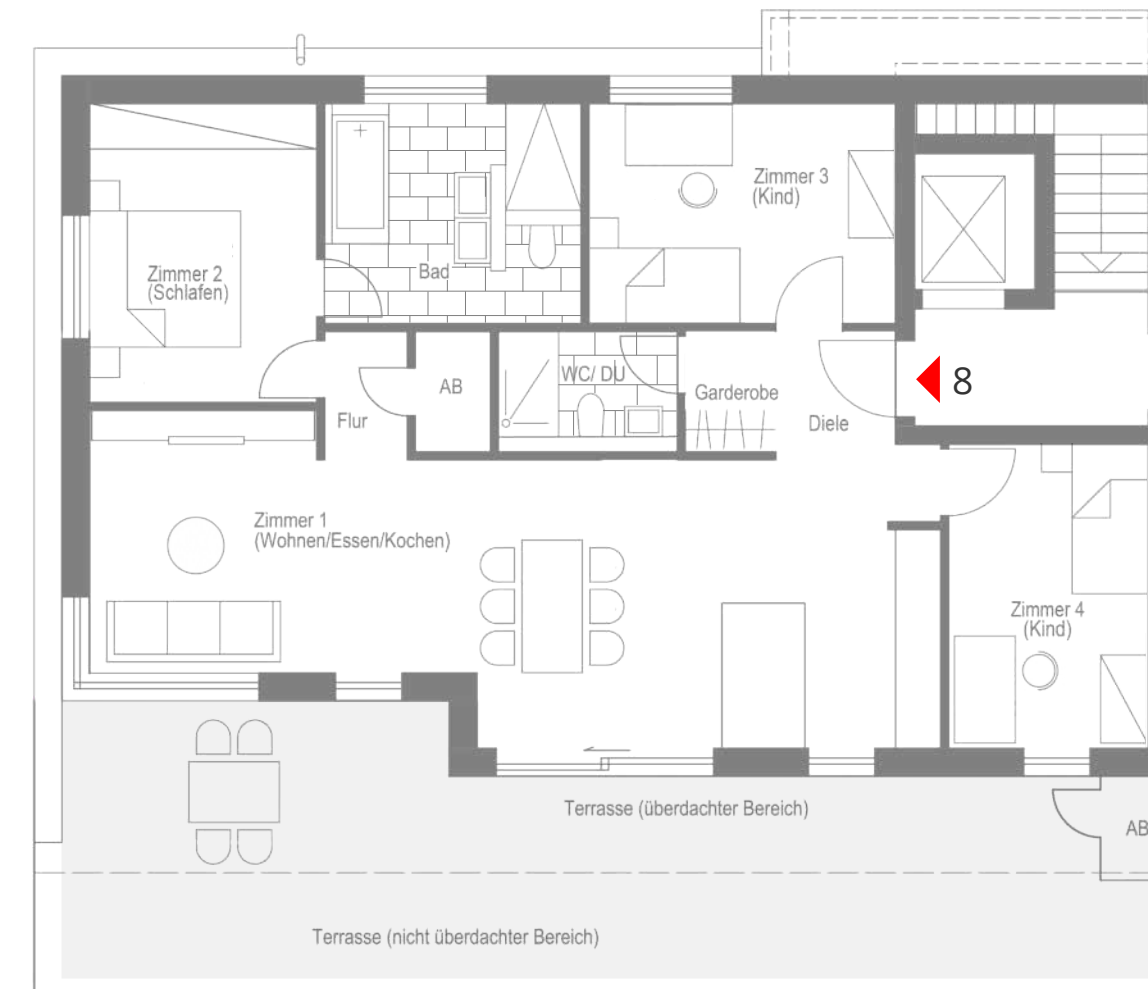 Zimmer 3
(Kind)
Zimmer 2
(Schlafen)
Bad
WC/ DU
AB
Garderobe
8
Flur
Diele
Zimmer 1
(Wohnen/Essen/Kochen)
Zimmer 4
(Kind)
Terrasse (überdachter Bereich)
AB
Terrasse (nicht überdachter Bereich)